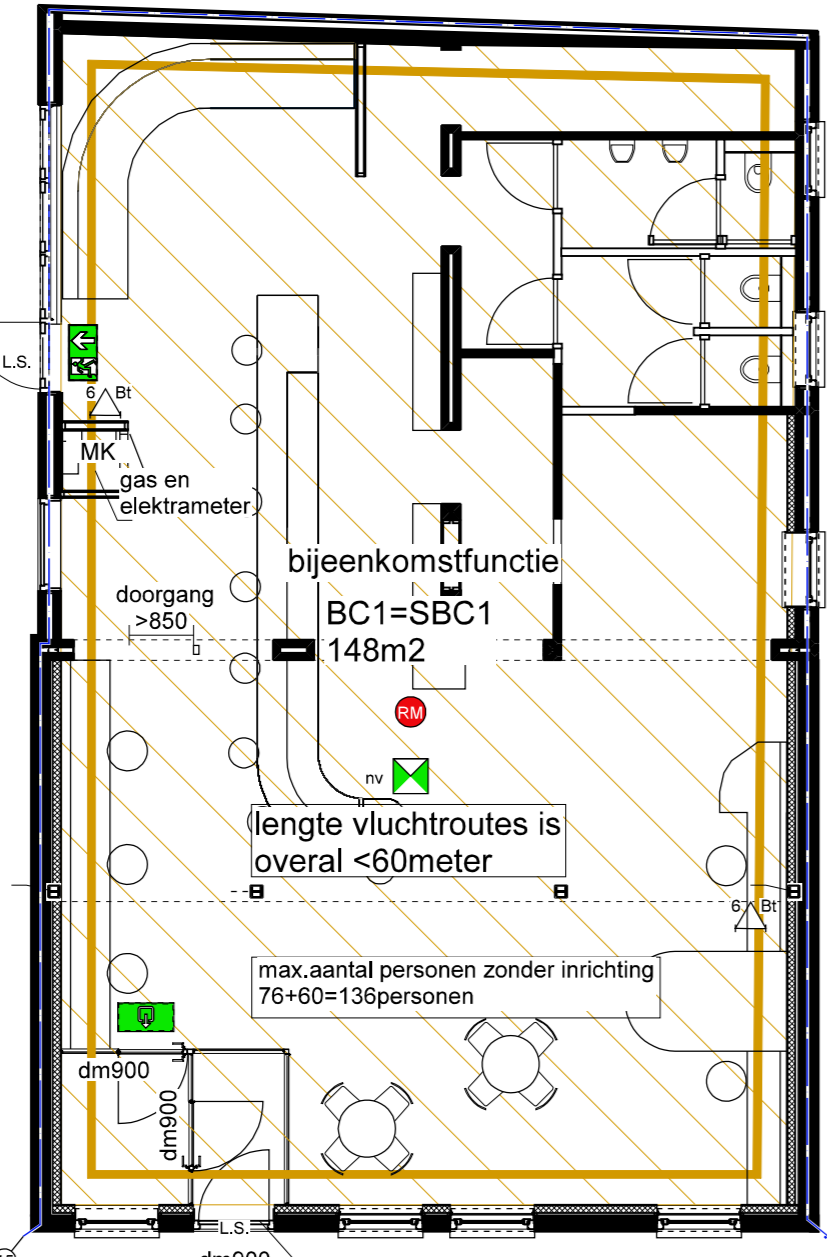 L.S.
6 Bt
MK
gas en
elektrameter
bijeenkomstfunctie
doorgang
>850
BC1=SBC1
148m2
RM
nv
lengte vluchtroutes is
overal <60meter
6 Bt
max.aantal personen zonder inrichting
76+60=136personen
dm900
dm900
L.S.
dm900